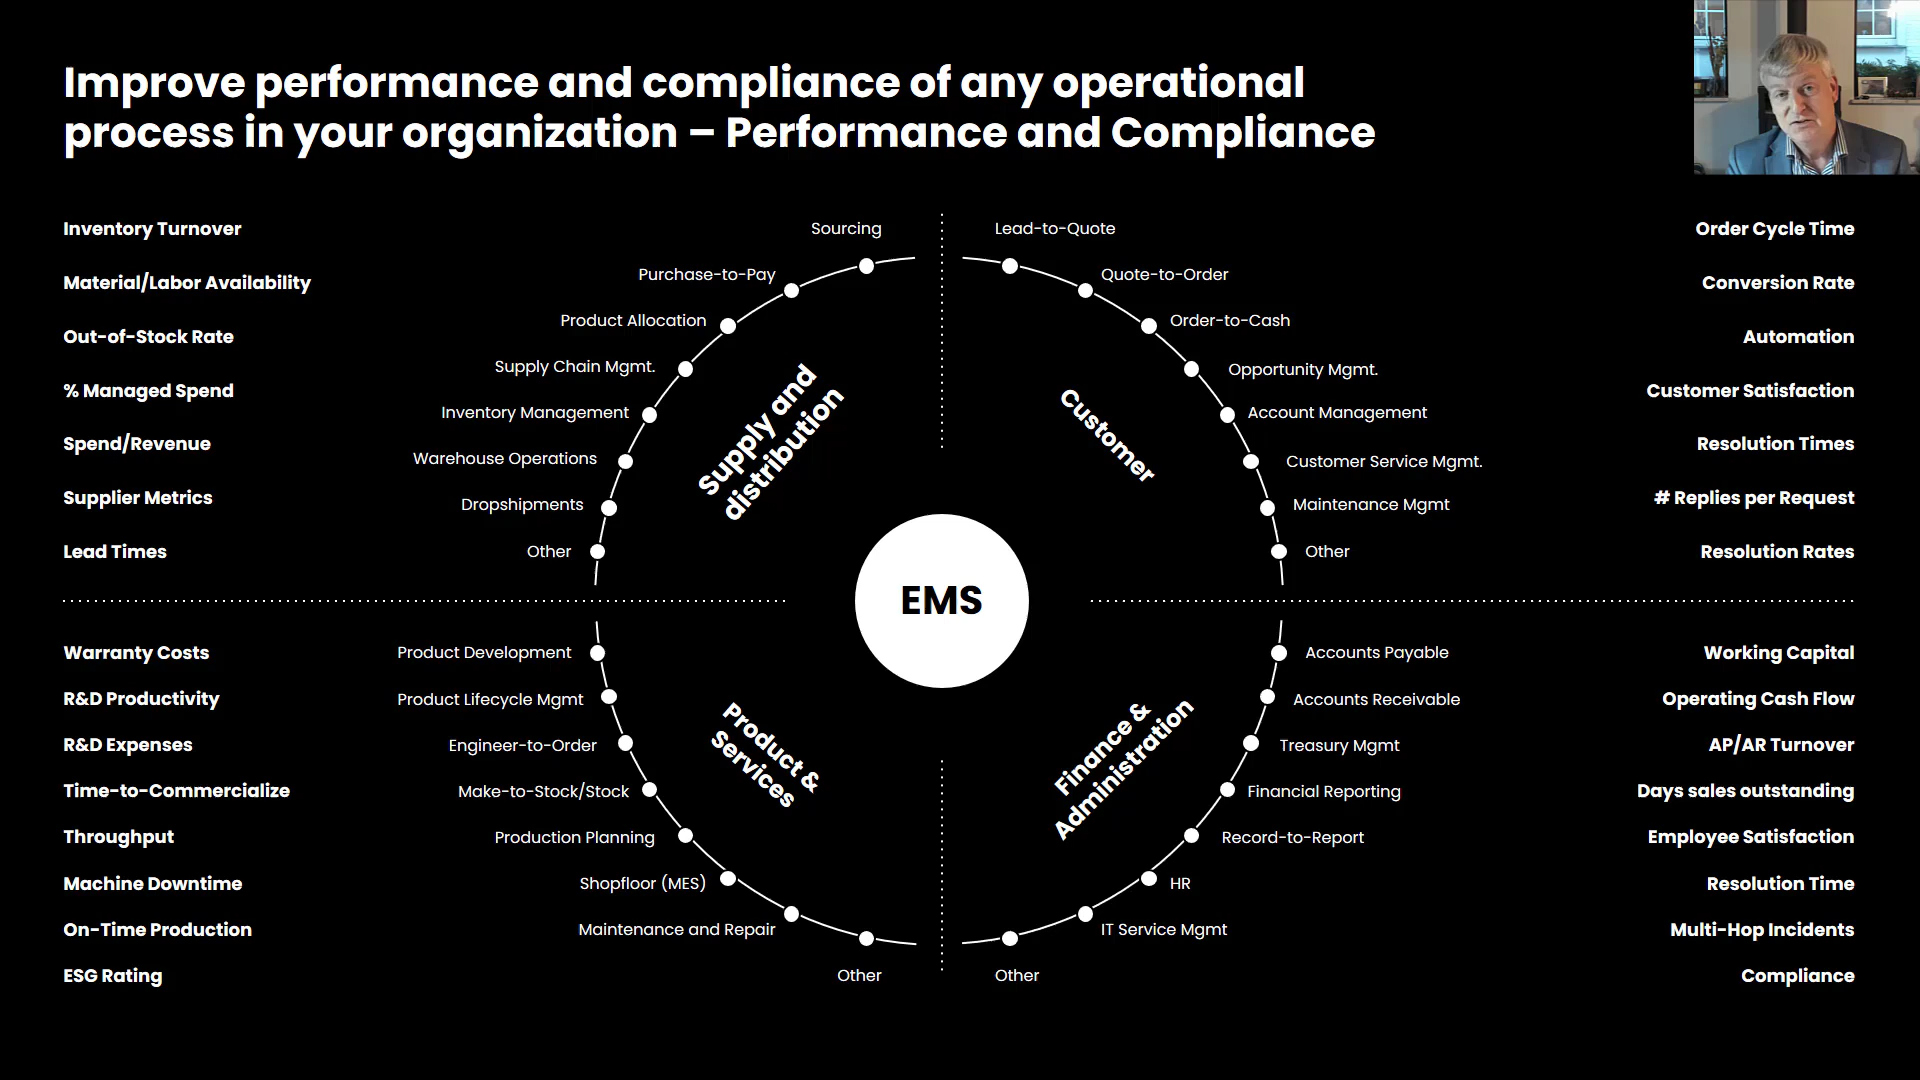 Improve performance and compliance of any operational
process in your organization – Performance and Compliance
Inventory Turnover
Material/Labor Availability
Out-of-Stock Rate
% Managed Spend
Spend/Revenue
Supplier Metrics
Lead Times
Sourcing
Purchase-to-Pay
Product Allocation
Supply Chain Mgmt.
Inventory Management
Warehouse Operations
Dropshipments
Other
Supply and
distribution
Lead-to-Quote
Quote-to-Order
Order-to-Cash
Opportunity Mgmt.
Account Management
Customer Service Mgmt.
Maintenance Mgmt
Other
Customer
Order Cycle Time
Conversion Rate
Automation
Customer Satisfaction
Resolution Times
# Replies per Request
Resolution Rates
EMS
Warranty Costs
R&D Productivity
R&D Expenses
Time-to-Commercialize
Throughput
Machine Downtime
On-Time Production
ESG Rating
Product Development
Product Lifecycle Mgmt
Engineer-to-Order
Make-to-Stock/Stock
Production Planning
Shopfloor (MES)
Maintenance and Repair
Other
Product &
Services
Finance &
Administration
Accounts Payable
Accounts Receivable
Treasury Mgmt
Financial Reporting
Record-to-Report
HR
IT Service Mgmt
Other
Working Capital
Operating Cash Flow
AP/AR Turnover
Days sales outstanding
Employee Satisfaction
Resolution Time
Multi-Hop Incidents
Compliance